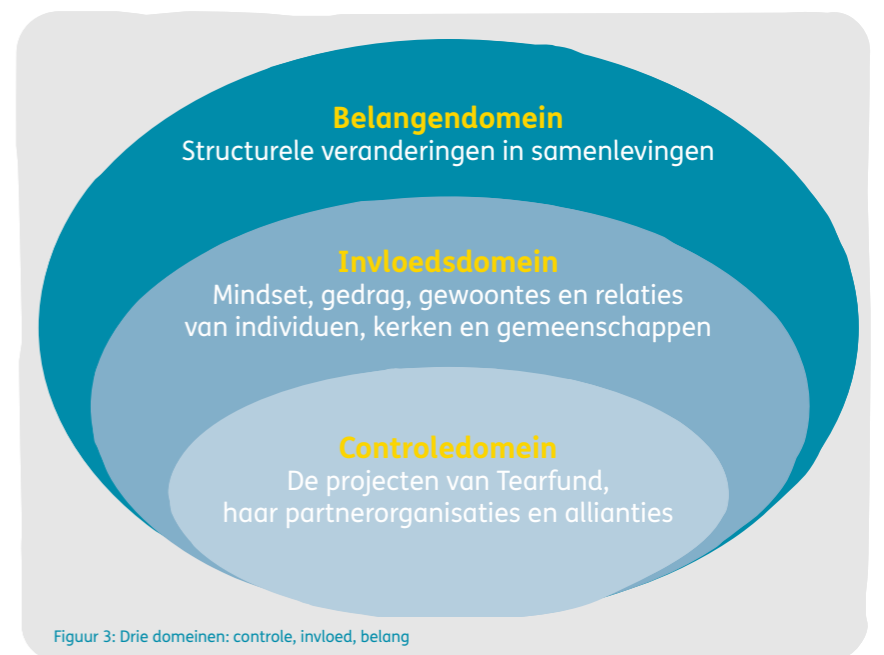 Belangendomein
Structurele veranderingen in samenlevingen
Invloedsdomein
Mindset, gedrag, gewoontes en relaties
van individuen, kerken en gemeenschappen
Controledomein
De projecten van Tearfund,
haar partnerorganisaties en allianties
Figuur 3: Drie domeinen: controle, invloed, belang